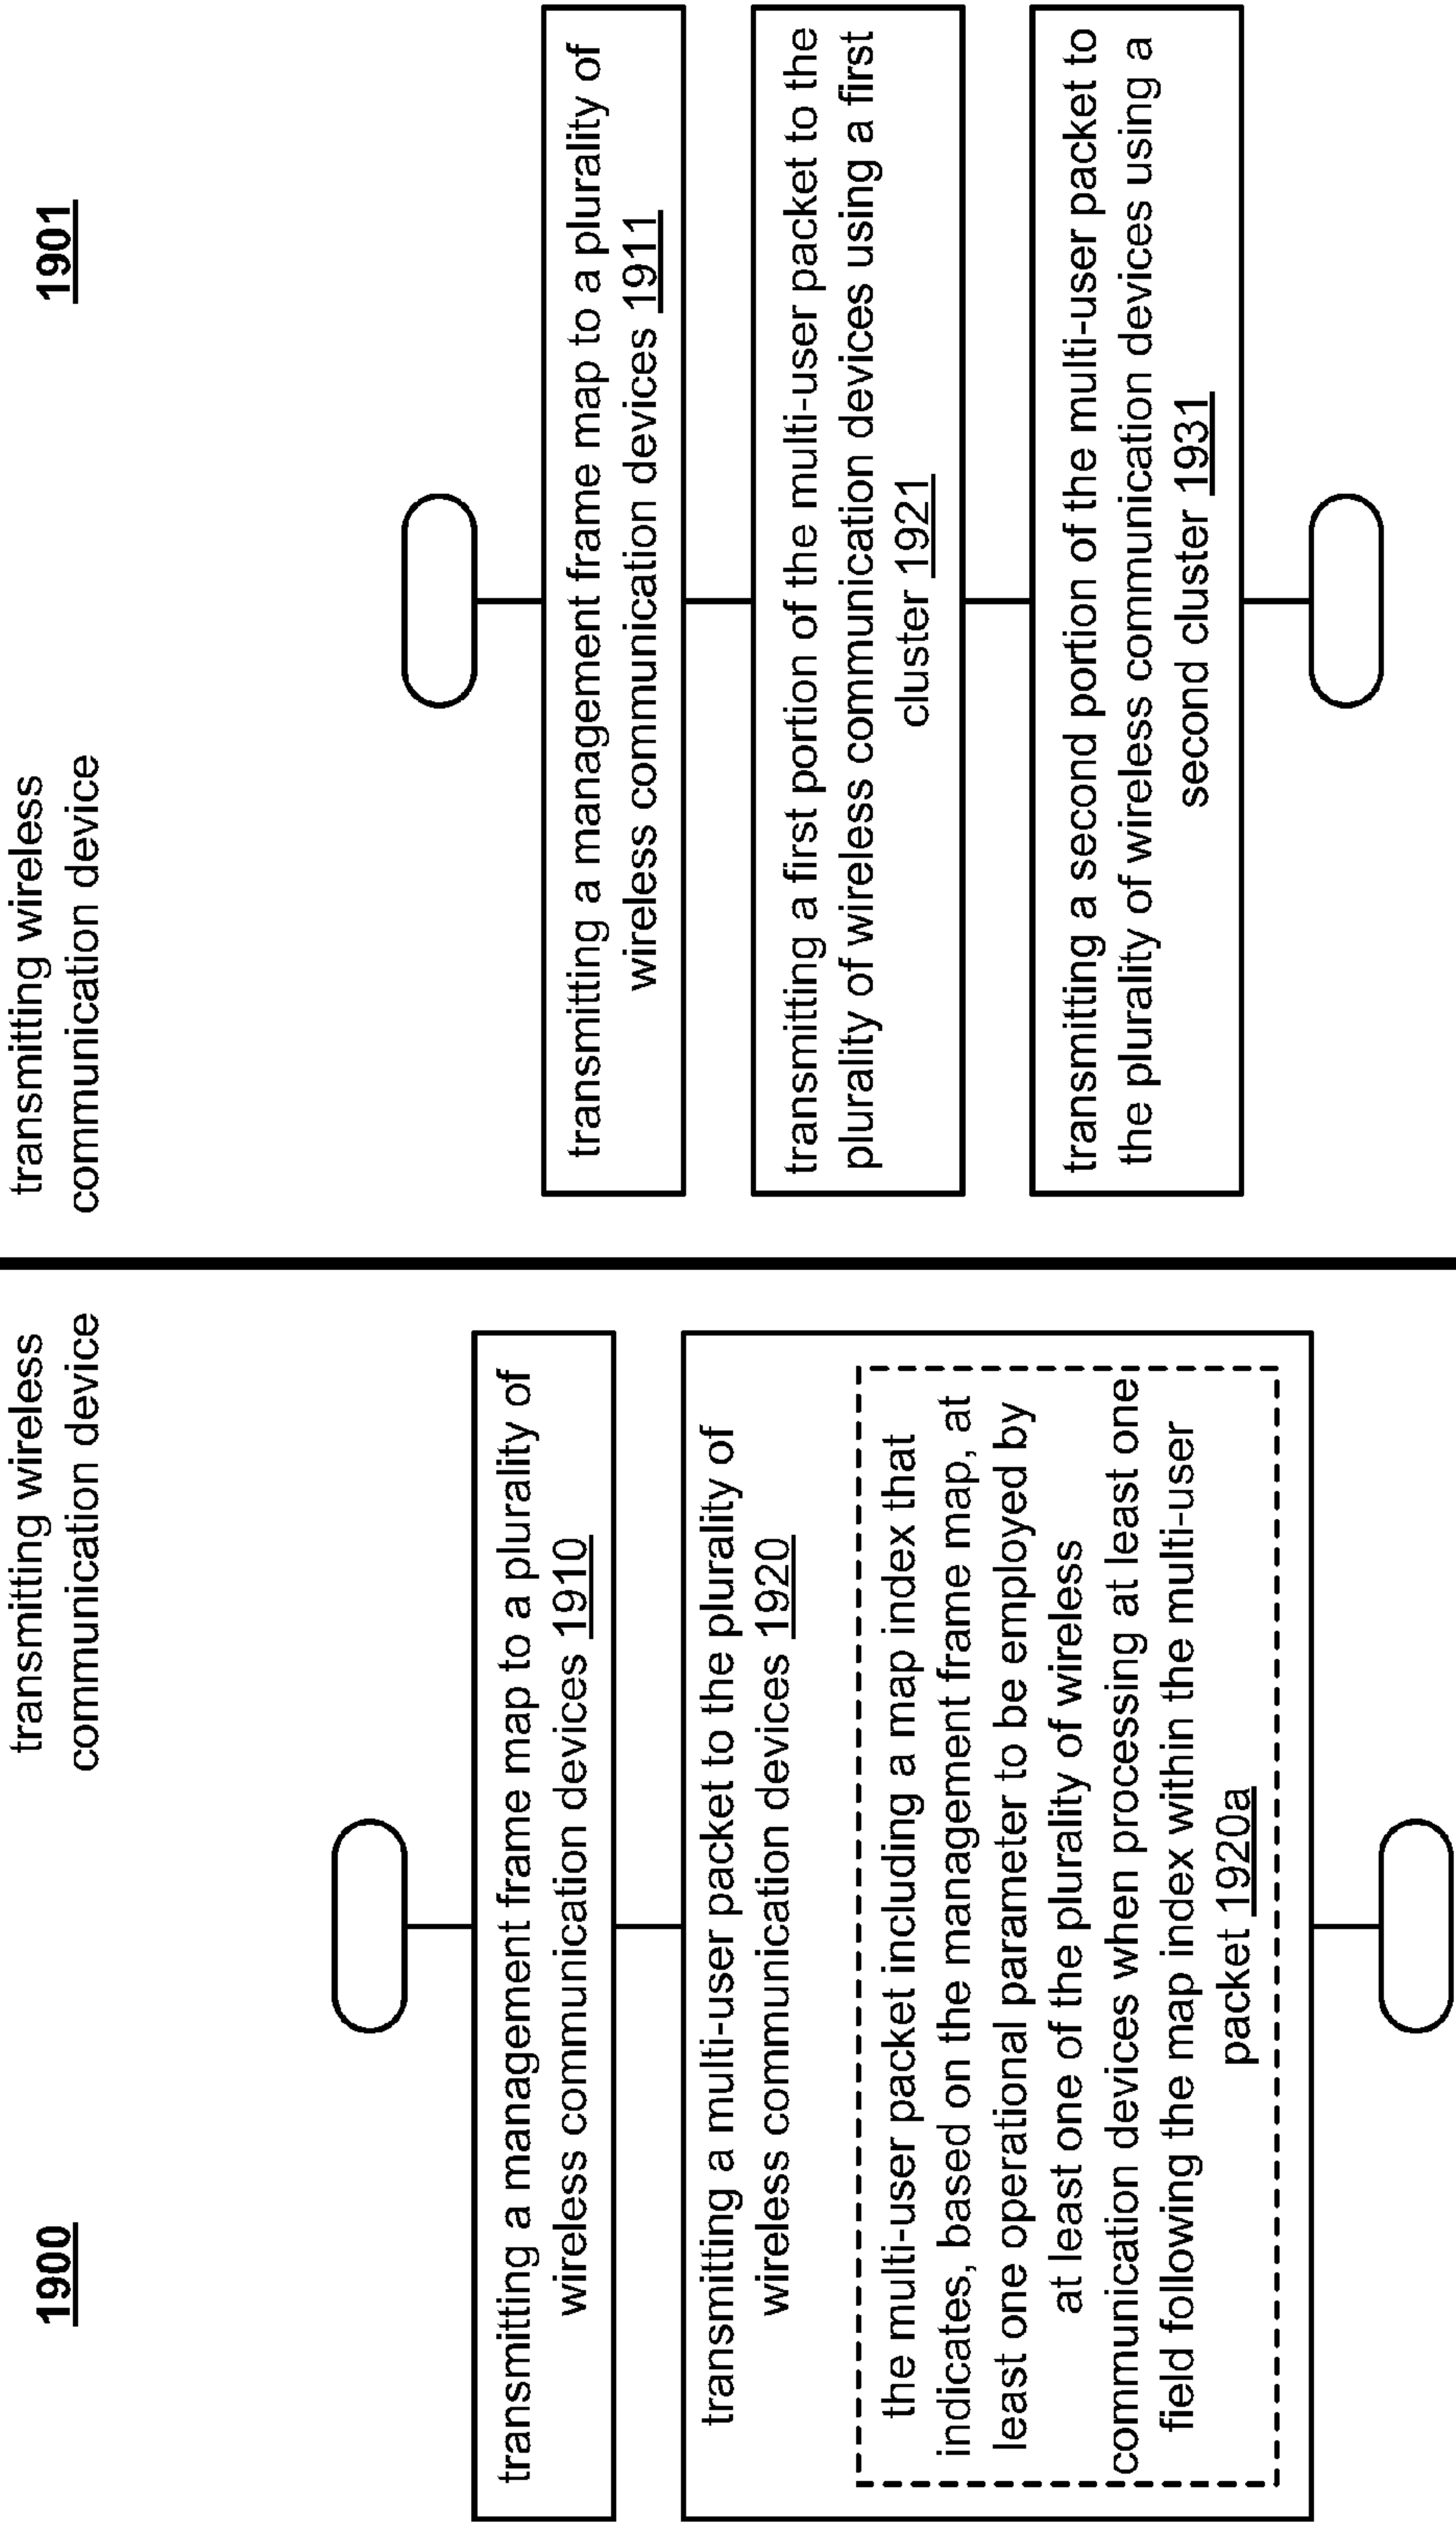 1900
transmitting wireless
communication device
transmitting a management frame map to a plurality of
wireless communication devices 1910
transmitting a multi-user packet to the plurality of
wireless communication devices 1920
the multi-user packet including a map index that
indicates, based on the management frame map, at
least one operational parameter to be employed by
at least one of the plurality of wireless
communication devices when processing at least one
field following the map index within the multi-user
packet 1920a
transmitting wireless
communication device
1901
transmitting a management frame map to a plurality of
wireless communication devices 1911
transmitting a first portion of the multi-user packet to the
plurality of wireless communication devices using a first
cluster 1921
transmitting a second portion of the multi-user packet to
the plurality of wireless communication devices using a
second cluster 1931